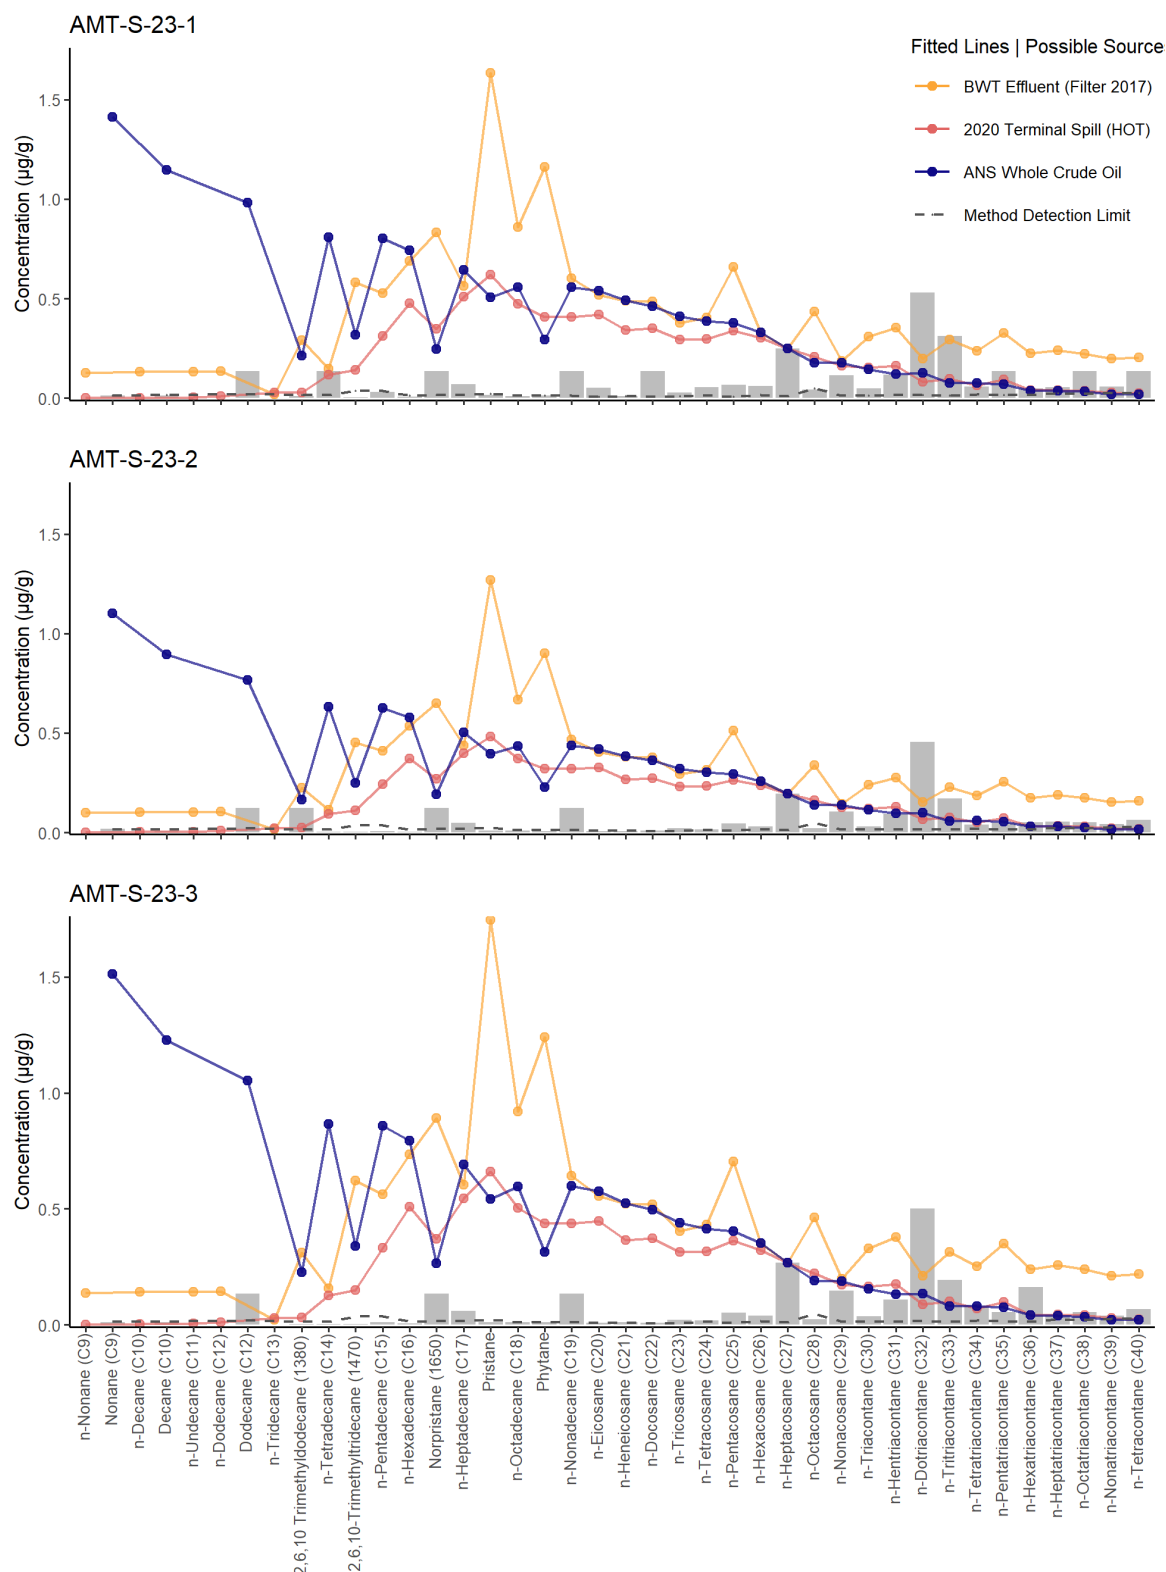 AMT-S-23-1
Fitted Lines | Possible Source
BWT Effluent (Filter 2017)
2020 Terminal Spill (HOT)
ANS Whole Crude Oil
Method Detection Limit
Concentration (µg/g)
1.5
1.0
0.5
0.0
AMT-S-23-2
Concentration (µg/g)
1.5
1.0
0.5
0.0
AMT-S-23-3
Concentration (µg/g)
1.5
1.0
0.5
0.0
n-Nonane (C9)
Nonane (C9)
n-Decane (C10)
Decane (C10)
n-Undecane (C11)
n-Dodecane (C12)
Dodecane (C12)
n-Tridecane (C13)
2,6,10 Trimethyldodecane (1380)
n-Tetradecane (C14)
2,6,10-Trimethyltridecane (1470)
n-Pentadecane (C15)
n-Hexadecane (C16)
Norpristane (1650)
n-Heptadecane (C17)
Pristane
n-Octadecane (C18)
Phytane
n-Nonadecane (C19)
n-Eicosane (C20)
n-Heneicosane (C21)
n-Docosane (C22)
n-Tricosane (C23)
n-Tetracosane (C24)
n-Pentacosane (C25)
n-Hexacosane (C26)
n-Heptacosane (C27)
n-Octacosane (C28)
n-Nonacosane (C29)
n-Triacontane (C30)
n-Hentriacontane (C31)
n-Dotriacontane (C32)
n-Tritriacontane (C33)
n-Tetratriacontane (C34)
n-Pentatriacontane (C35)
n-Hexatriacontane (C36)
n-Heptatriacontane (C37)
n-Octatriacontane (C38)
n-Nonatriacontane (C39)
n-Tetracontane (C40)